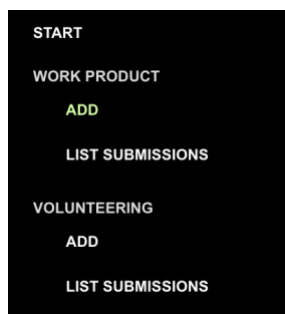 START
WORK PRODUCT
ADD
LIST SUBMISSIONS
VOLUNTEERING
ADD
LIST SUBMISSIONS